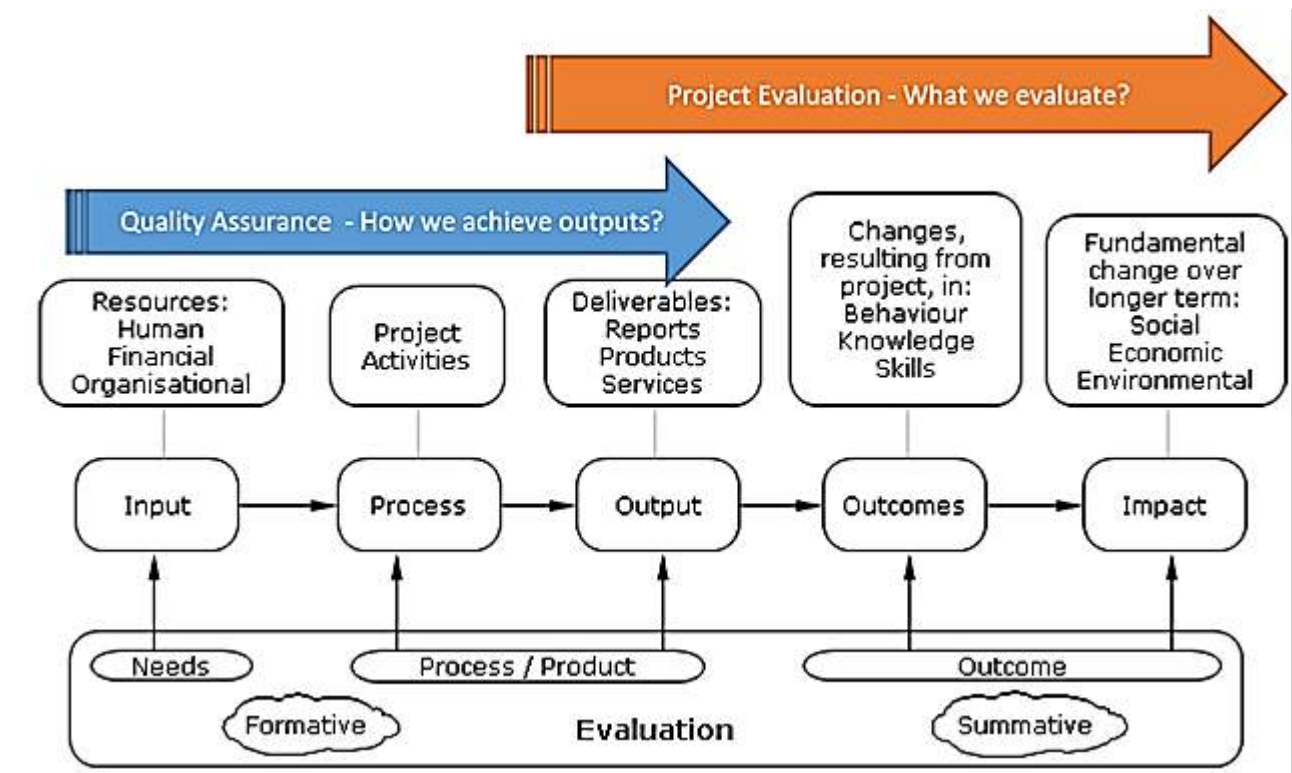 Project Evaluation - What we evaluate?
Quality Assurance - How we achieve outputs?
Resources:
Human
Financial
Organisational
Project
Activities
Deliverables:
Reports
Products
Services
Changes,
resulting from
project, in:
Behaviour
Knowledge
Skills
Fundamental
change over
longer term:
Social
Economic
Environmental
Input
Process
Output
Outcomes
Impact
Needs
Process / Product
Outcome
Formative
Evaluation
Summative